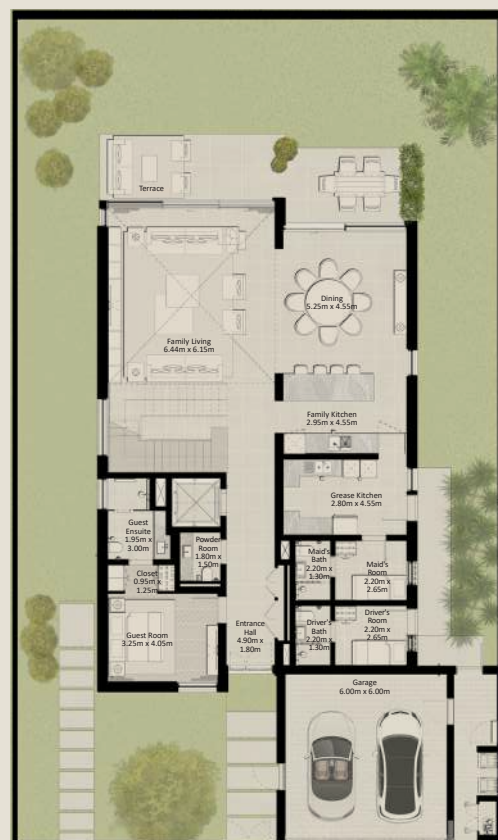 Terrace
Dining
5.25m x 4.55m
Family Living
6.44m x 6.15m
Family Kitchen
2.95m x 4.55m
Grease Kitchen
2.80m x 4.55m
Guest
Ensuite
1.95m x
3.00m
Powder
Room
1.80m x
1.50m
Maid's
Bath
2.20m x
1.30m
Maid's
Room
2.20m x
2.65m
Closet
0.95m x
1.25m
Guest Room
3.25m x 4.05m
Entrance
Hall
4.90m x
1.80m
Driver's
Bath
2.20m x
1.30m
Driver's
Room
2.20m x
2.65m
Garage
6.00m x 6.00m